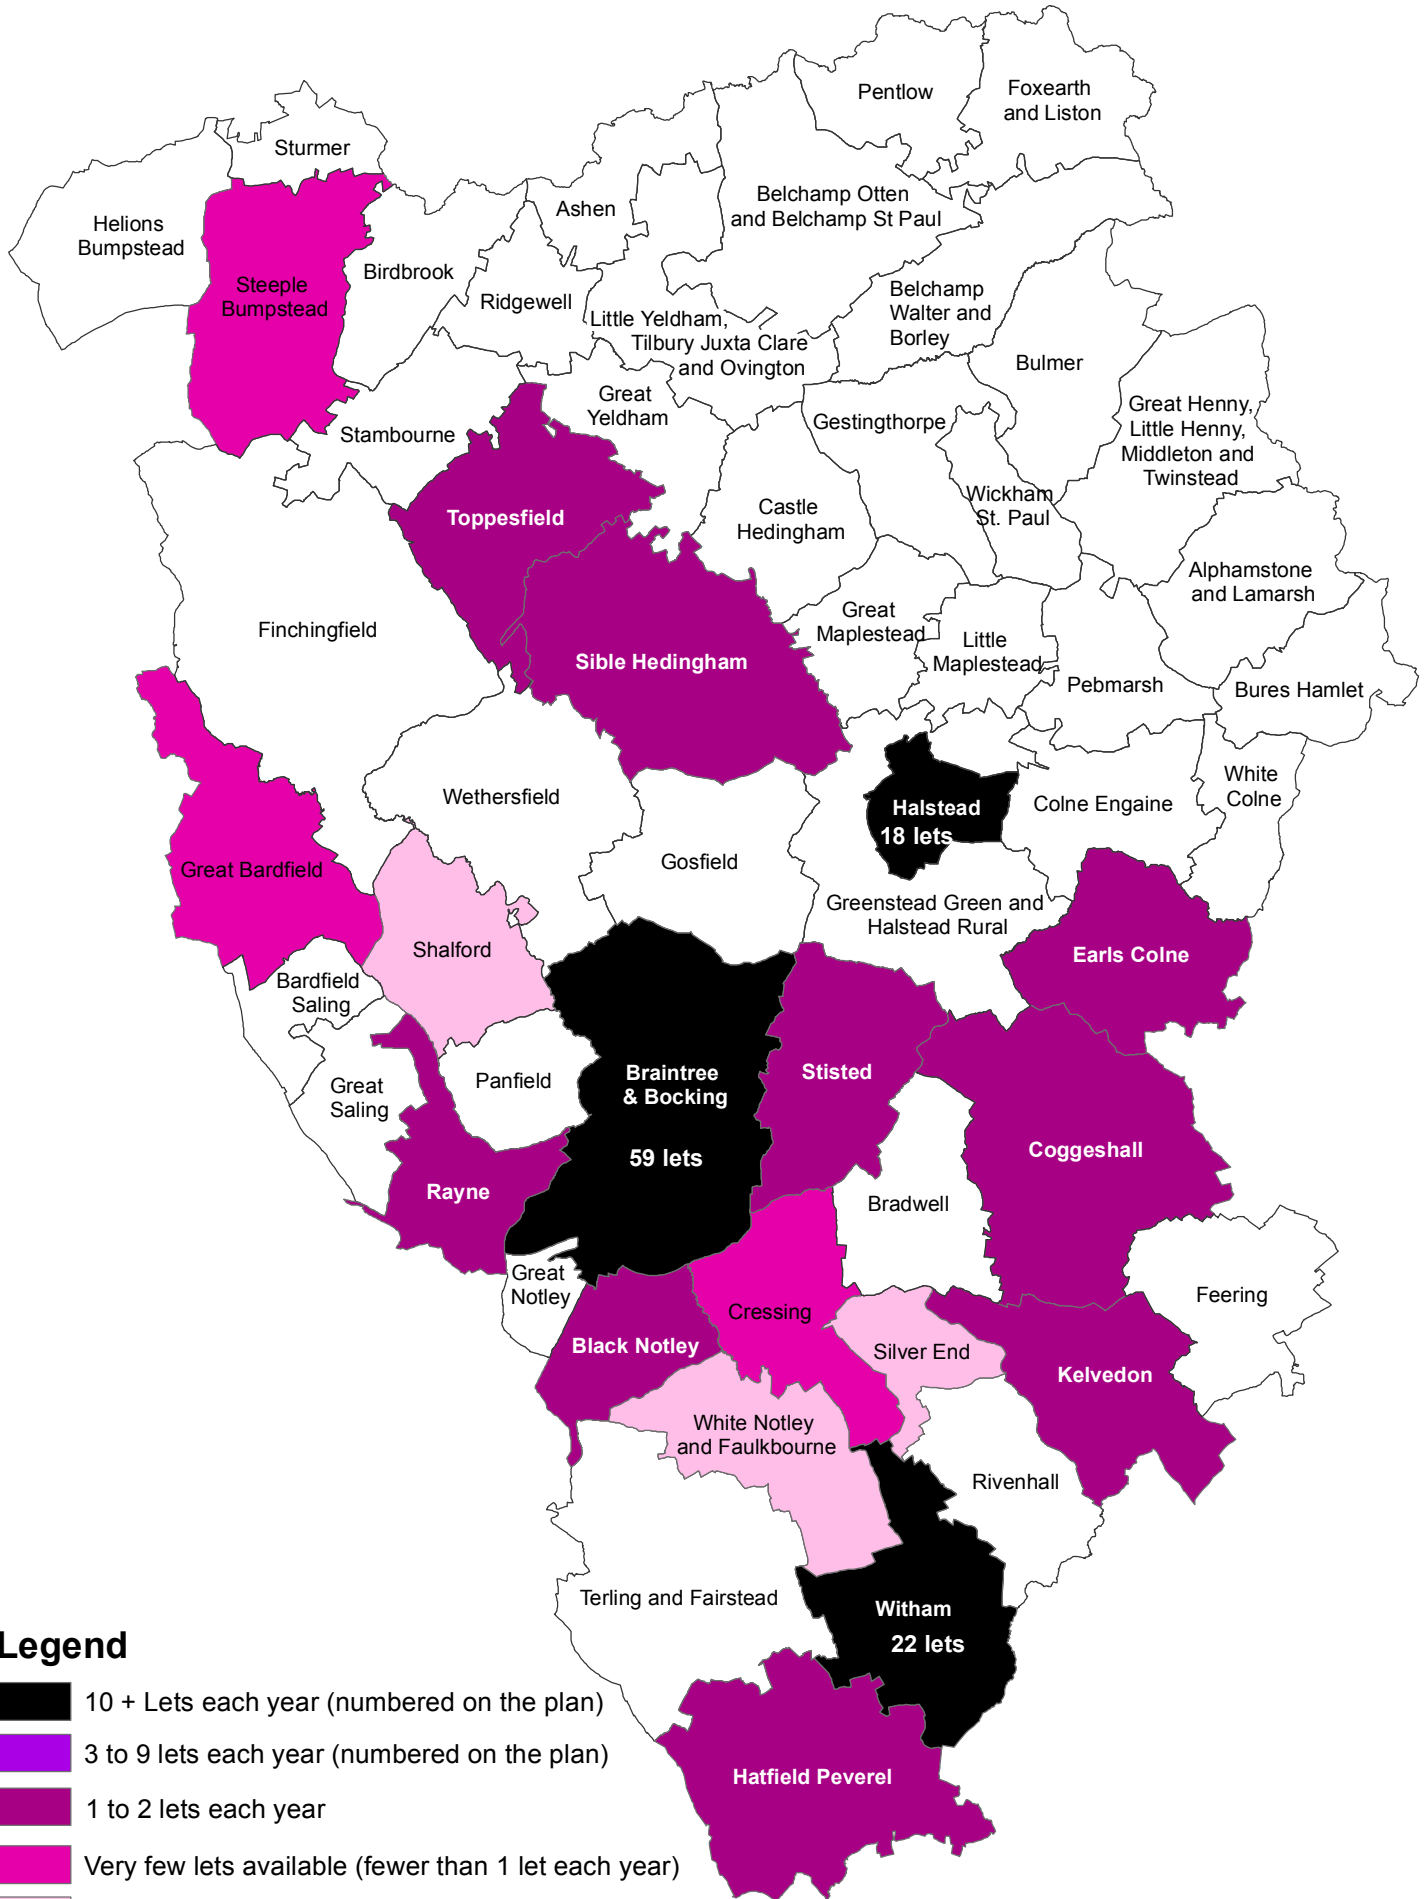 Pentlow
Foxearth
and Liston
Sturmer
Helions
Bumpstead
Ashen
Belchamp Otten
and Belchamp St Paul
Steeple
Bumpstead
Birdbrook
Ridgewell
Little Yeldham,
Tilbury Juxta Clare
and Ovington
Belchamp
Walter and
Borley
Bulmer
Great
Yeldham
Gestingthorpe
Great Henny,
Little Henny,
Middleton and
Twinstead
Stambourne
Toppesfield
Castle
Hedingham
Wickham
St. Paul
Alphamstone
and Lamarsh
Finchingfield
Great
Maplestead
Little
Maplestead
Sible Hedingham
Pebmarsh
Bures Hamlet
Wethersfield
Halstead
18 lets
Colne Engaine
White
Colne
Great Bardfield
Gosfield
Greenstead Green and
Halstead Rural
Shalford
Earls Colne
Bardfield
Saling
Great
Saling
Panfield
Braintree
& Bocking
59 lets
Stisted
Coggeshall
Rayne
Bradwell
Great
Notley
Cressing
Feering
Black Notley
Silver End
Kelvedon
White Notley
and Faulkbourne
Rivenhall
Terling and Fairstead
Witham
22 lets
Hatfield Peverel
Legend
10 + Lets each year (numbered on the plan)
3 to 9 lets each year (numbered on the plan)
1 to 2 lets each year
Very few lets available (fewer than 1 let each year)